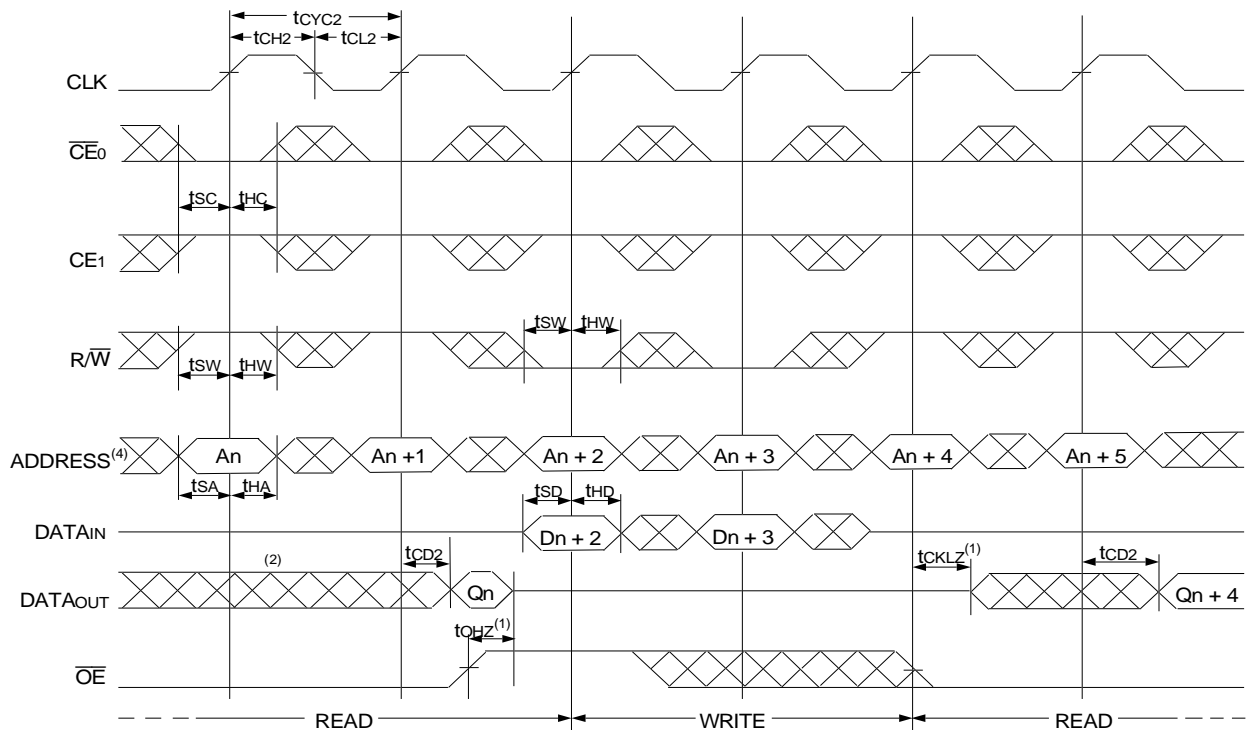 tCYC2
tCH2 tCL2
CLK
CE0
tSC tHC
CE1
tSW tHW
R/W
tSW tHW
ADDRESS(4) An An +1 An + 2 An + 3 An + 4 An + 5
tSA tHA tSD tHD
DATAIN Dn + 2 Dn + 3
(2) tCD2 tCKLZ(1) tCD2
DATAOUT Qn Qn + 4
tOHZ(1)
OE
READ WRITE READ